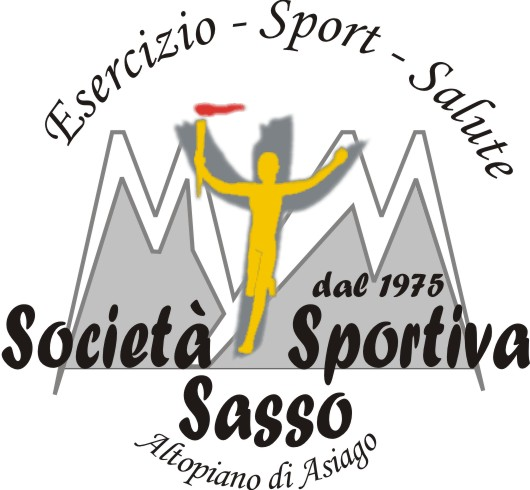 Esercizio - Sport - Salute
dal 1975
Società Sportiva
Sasso
Altopiano di Asiago